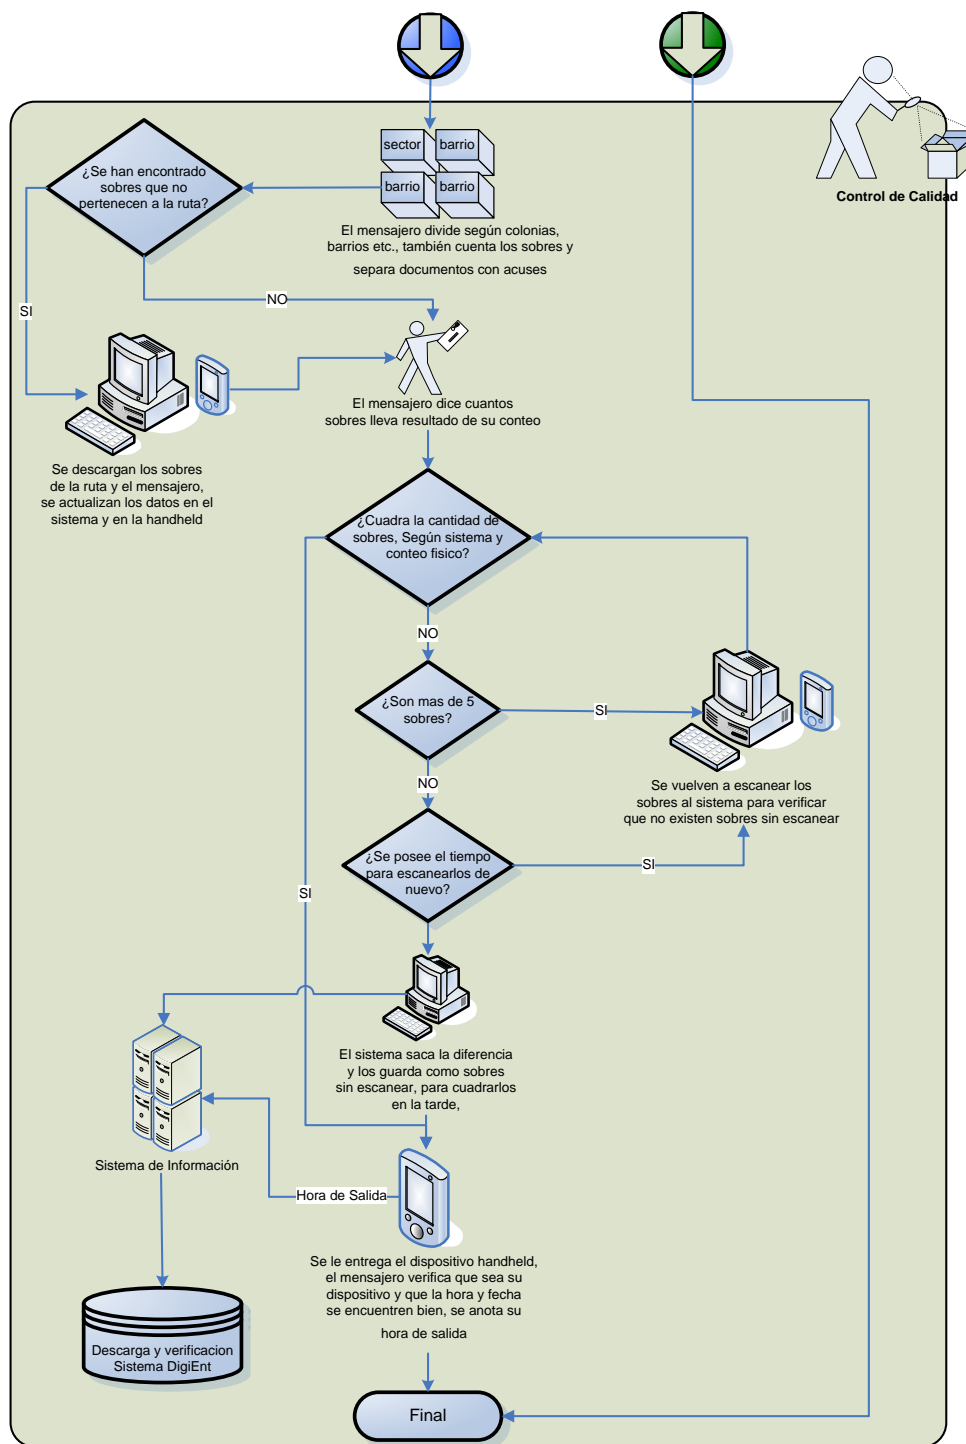 Control de Calidad
sector
barrio
barrio
barrio
El mensajero divide según colonias,
barrios etc., también cuenta los sobres y
separa documentos con acuses
¿Se han encontrado
sobres que no
pertenecen a la ruta?
SI
NO
Se descargan los sobres
de la ruta y el mensajero,
se actualizan los datos en el
sistema y en la handheld
El mensajero dice cuantos
sobres lleva resultado de su conteo
¿Cuadra la cantidad de
sobres, Según sistema y
conteo fisico?
NO
SI
¿Son mas de 5
sobres?
SI
NO
Se vuelven a escanear los
sobres al sistema para verificar
que no existen sobres sin escanear
¿Se posee el tiempo
para escanearlos de
nuevo?
SI
El sistema saca la diferencia
y los guarda como sobres
sin escanear, para cuadrarlos
en la tarde,
Sistema de Información
Hora de Salida
Se le entrega el dispositivo handheld,
el mensajero verifica que sea su
dispositivo y que la hora y fecha
se encuentren bien, se anota su
hora de salida
Descarga y verificacion
Sistema DigiEnt
Final